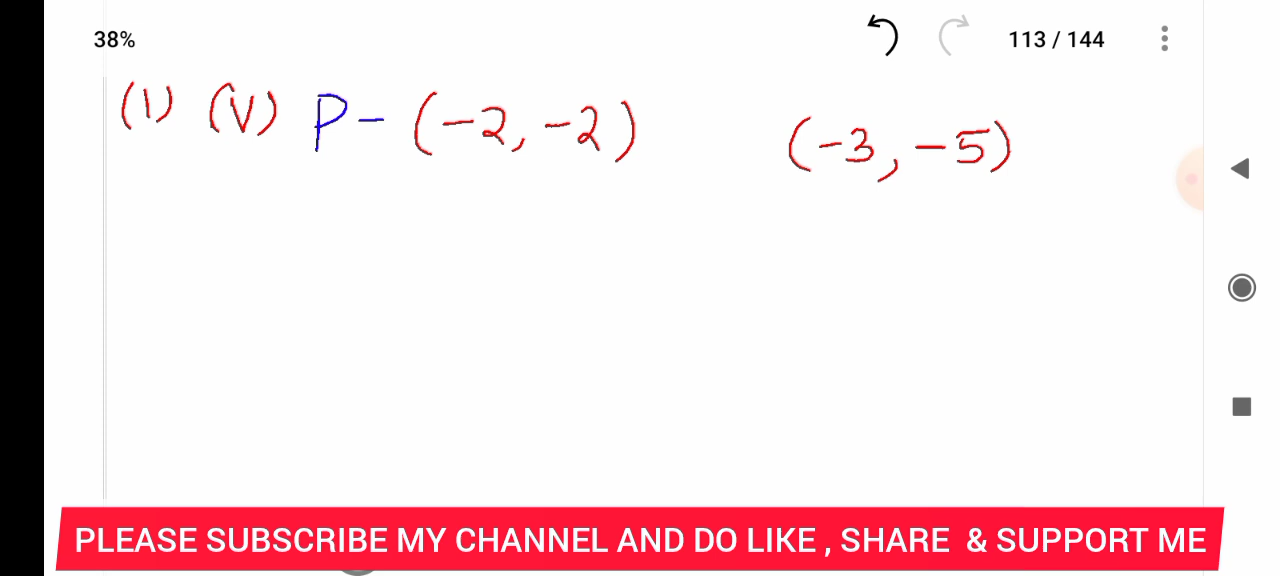 38% 113 / 144
(1) (V) P - (-2, -2) (-3, -5)
PLEASE SUBSCRIBE MY CHANNEL AND DO LIKE , SHARE & SUPPORT ME